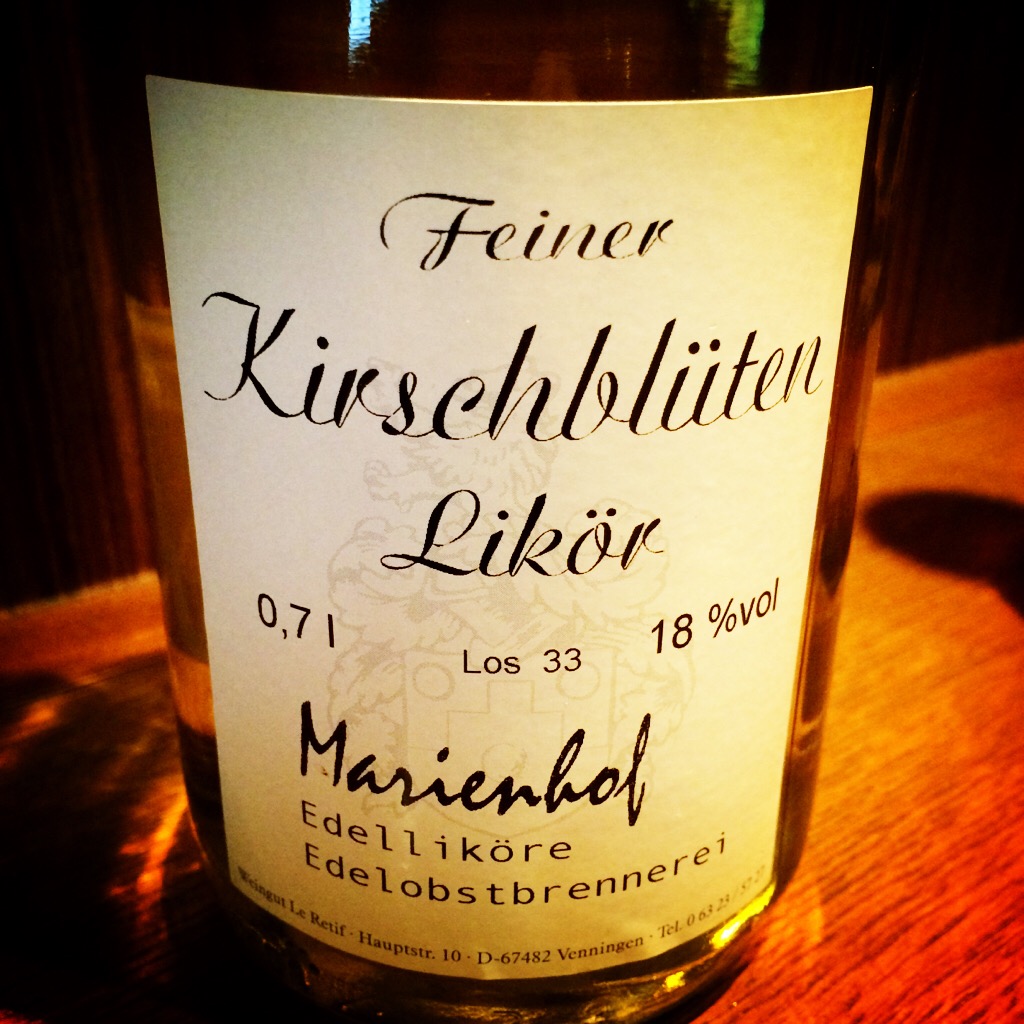 Feiner
Kirschblüten
Likör
0,7 l
18 %vol
Los 33
Marienhof
Edelliköre
Edelobstbrennerei
Weingut Le Retif · Hauptstr. 10 · D-67482 Venningen · Tel. 0 63 23 / 57 27